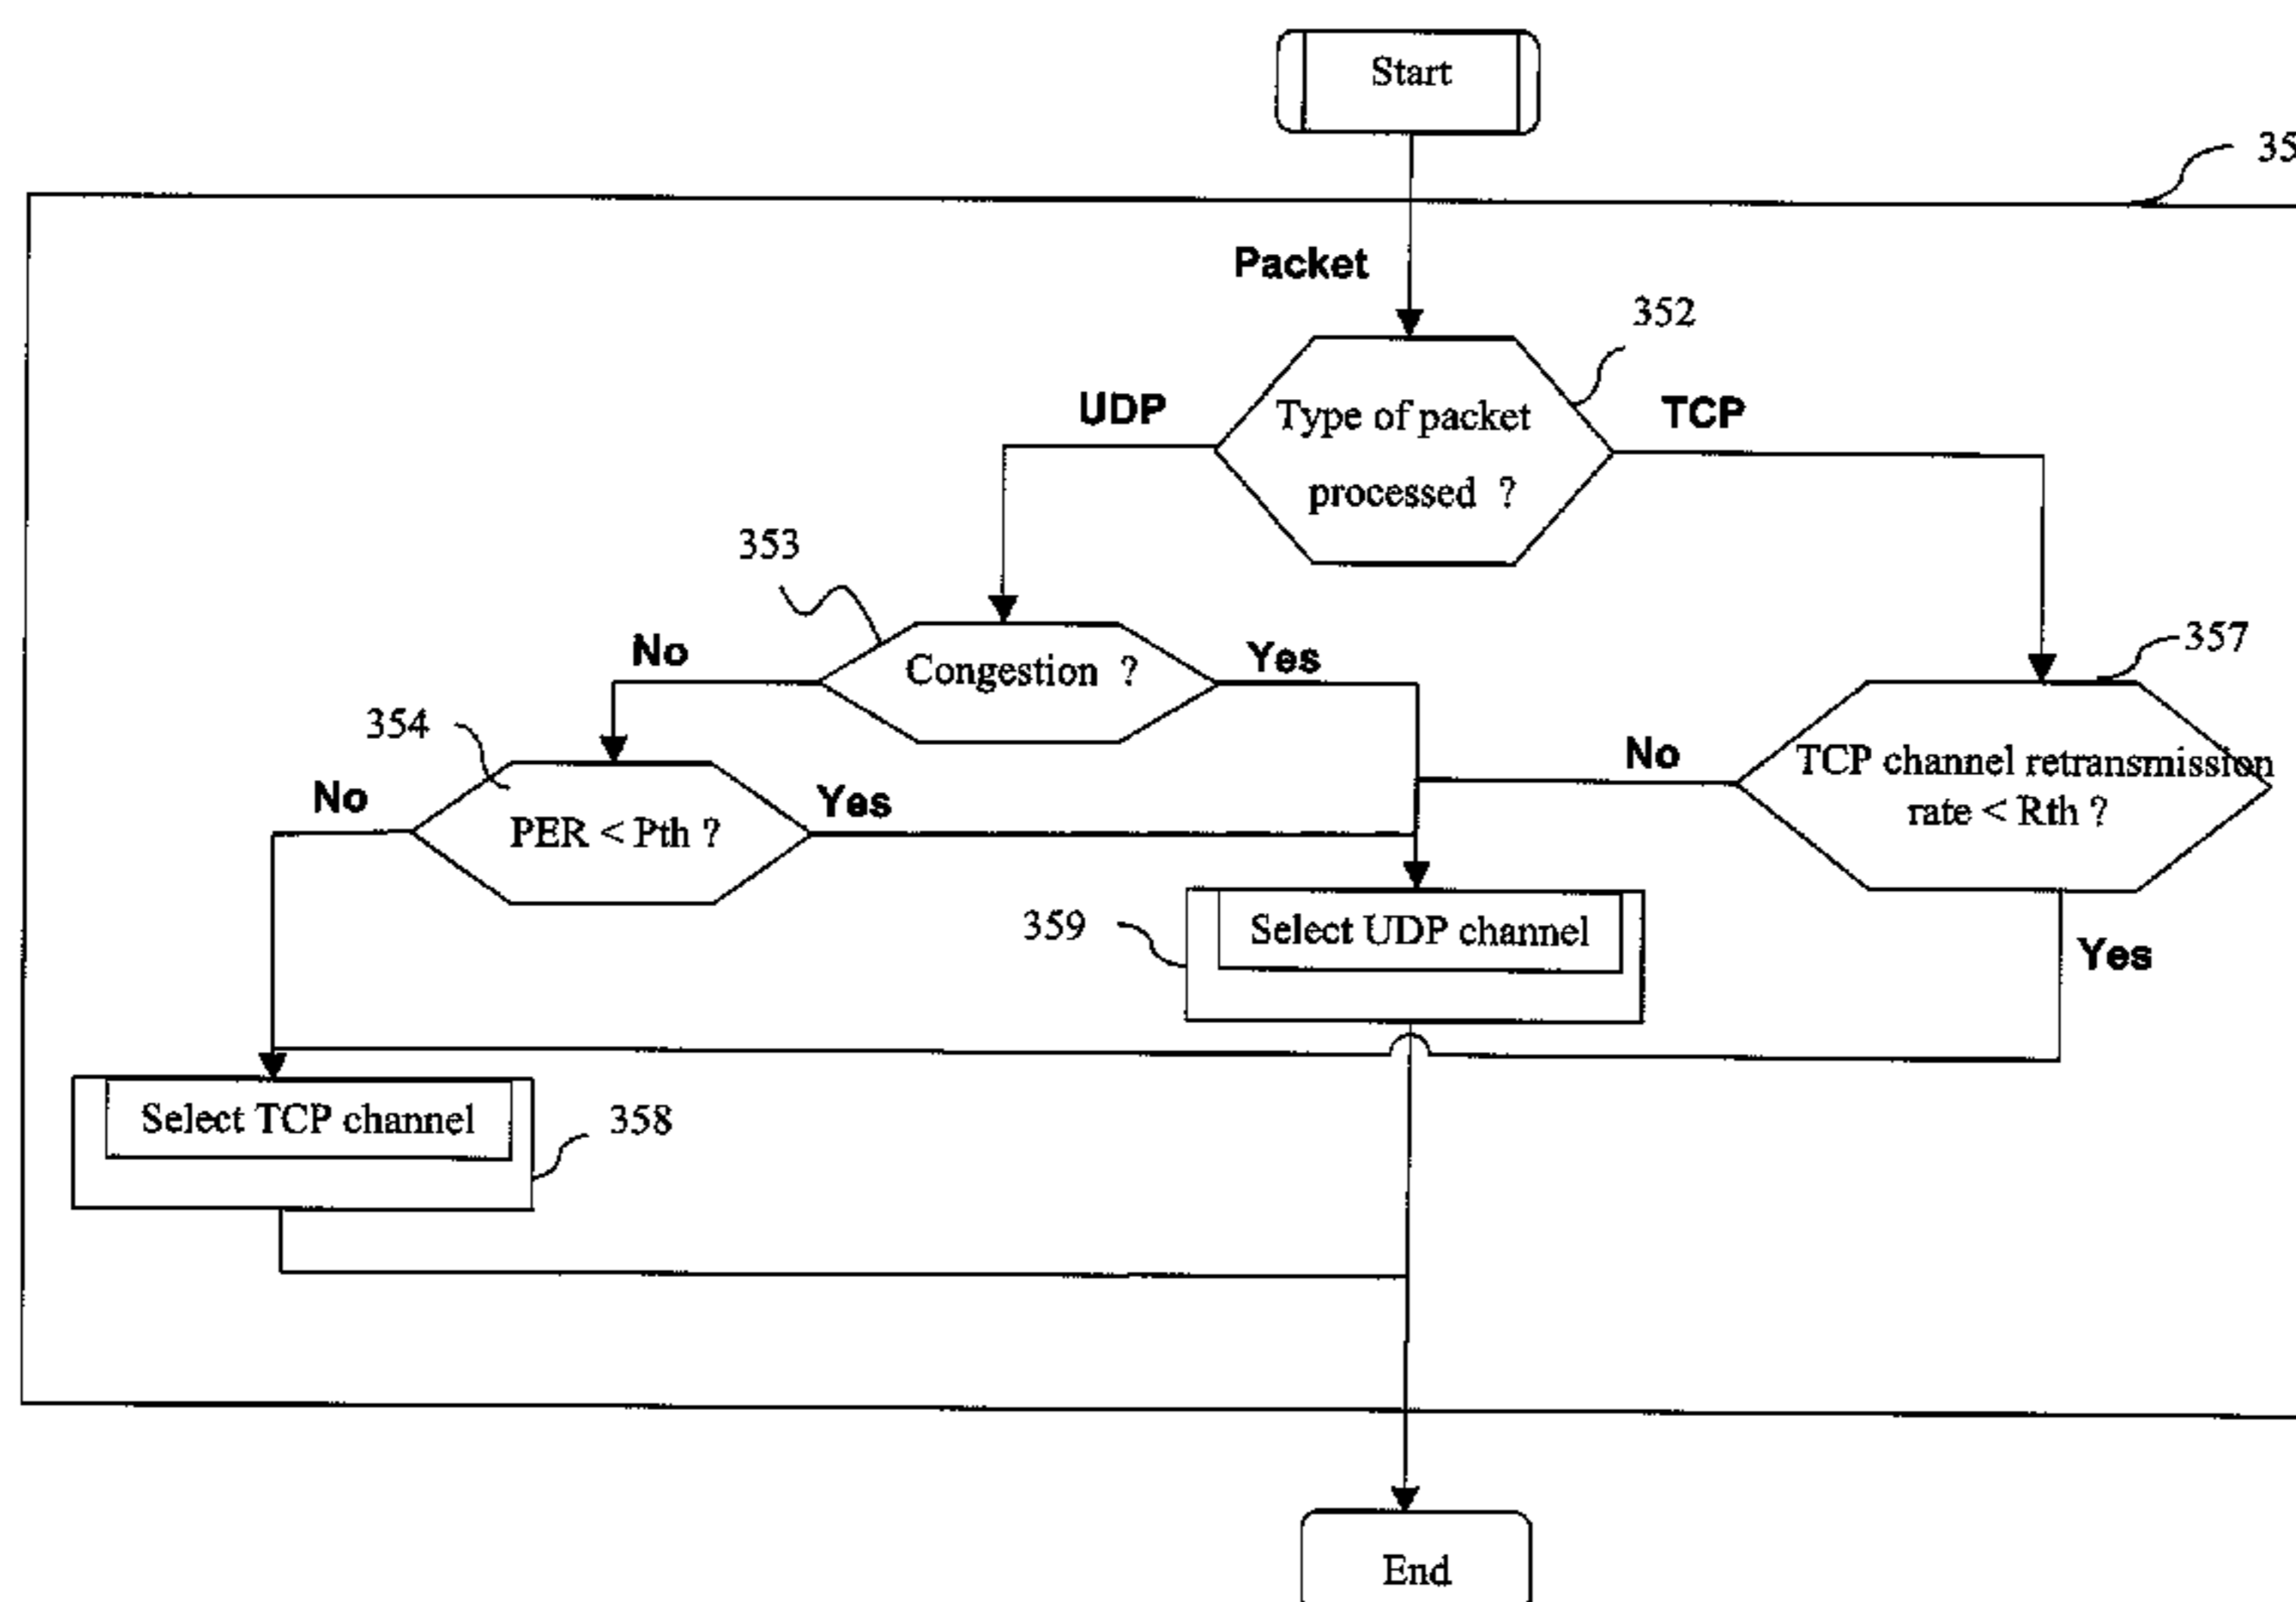 Start
35
Packet
352
UDP
Type of packet
processed ?
TCP
353
No
Congestion ?
Yes
357
354
No
PER < Pth ?
Yes
No
TCP channel retransmission
rate < Rth ?
359
Select UDP channel
Yes
Select TCP channel
358
End